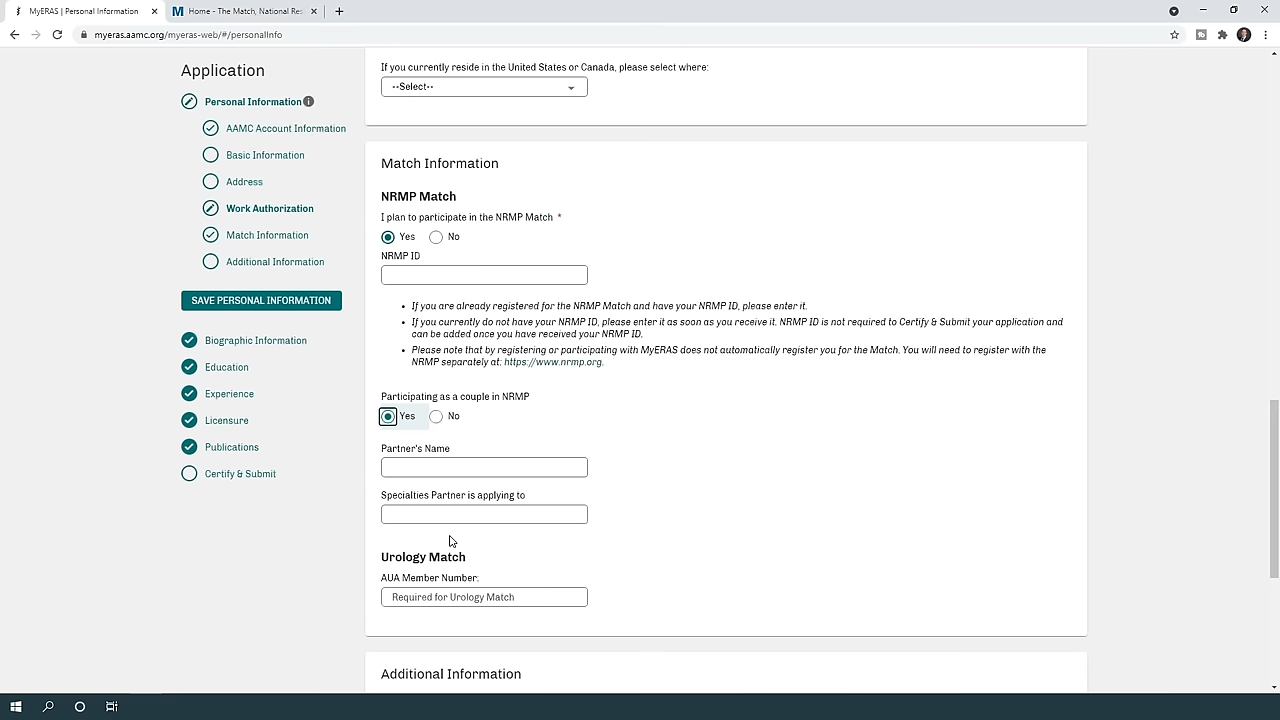 MyERAS | Personal Information
Home - The Match, National Res
myeras.aamc.org/myeras-web/#/personalInfo
Application
Personal Information
AAMC Account Information
Basic Information
Address
Work Authorization
Match Information
Additional Information
SAVE PERSONAL INFORMATION
Biographic Information
Education
Experience
Licensure
Publications
Certify & Submit
If you currently reside in the United States or Canada, please select where:
--Select--
Match Information
NRMP Match
I plan to participate in the NRMP Match *
Yes No
NRMP ID
• If you are already registered for the NRMP Match and have your NRMP ID, please enter it.
• If you currently do not have your NRMP ID, please enter it as soon as you receive it. NRMP ID is not required to Certify & Submit your application and
can be added once you have received your NRMP ID.
• Please note that by registering or participating with MyERAS does not automatically register you for the Match. You will need to register with the
NRMP separately at: https://www.nrmp.org.
Participating as a couple in NRMP
Yes No
Partner's Name
Specialties Partner is applying to
Urology Match
AUA Member Number:
Required for Urology Match
Additional Information